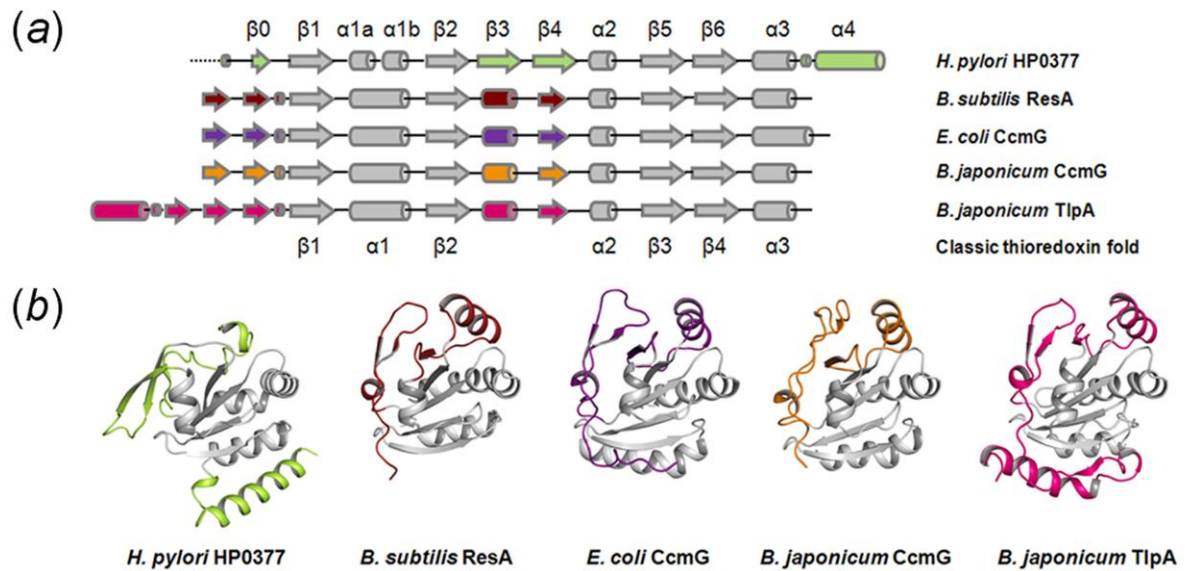 (a)
β0 β1 α1a α1b β2 β3 β4 α2 β5 β6 α3 α4
H. pylori HP0377
B. subtilis ResA
E. coli CcmG
B. japonicum CcmG
B. japonicum TlpA
β1 α1 β2 α2 β3 β4 α3 Classic thioredoxin fold
(b)
H. pylori HP0377 B. subtilis ResA E. coli CcmG B. japonicum CcmG B. japonicum TlpA